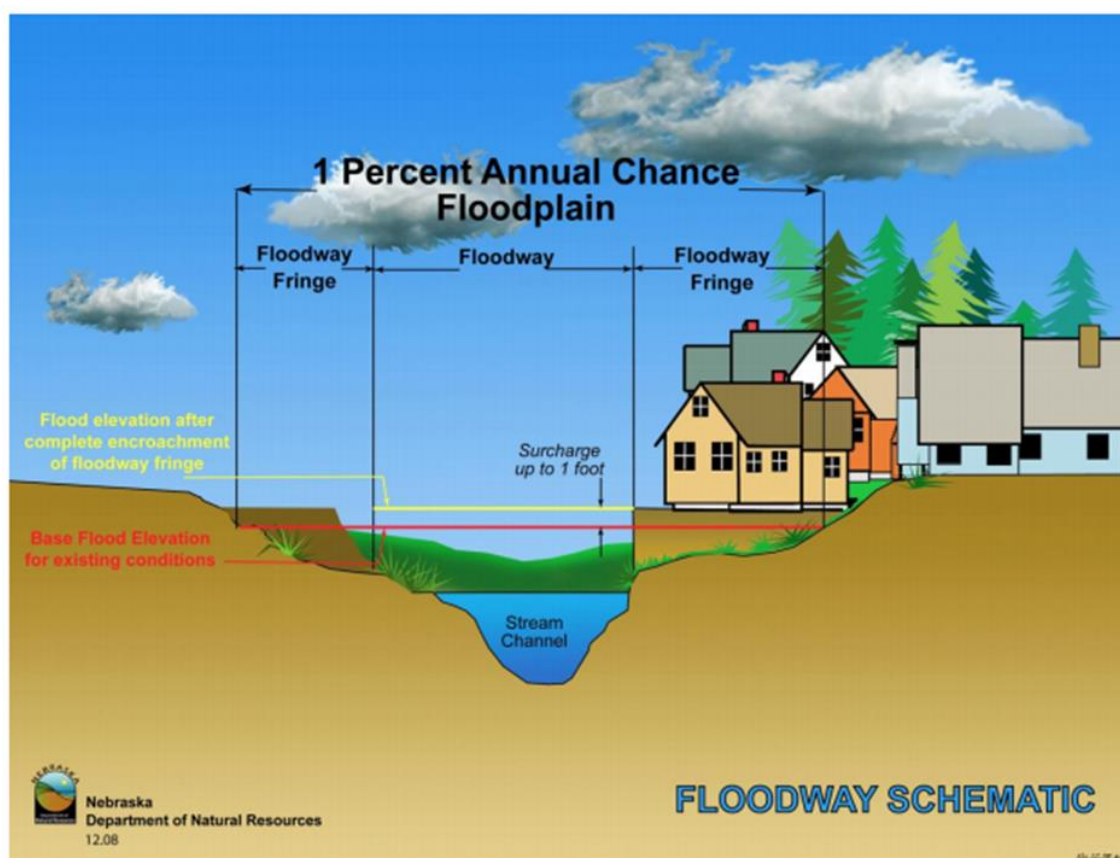 1 Percent Annual Chance
Floodplain
Floodway
Fringe
Floodway
Floodway
Fringe
Flood elevation after
complete encroachment
of floodway fringe
Surcharge
up to 1 foot
Base Flood Elevation
for existing conditions
Stream
Channel
NEBRASKA
Nebraska
Department of Natural Resources
12.08
FLOODWAY SCHEMATIC